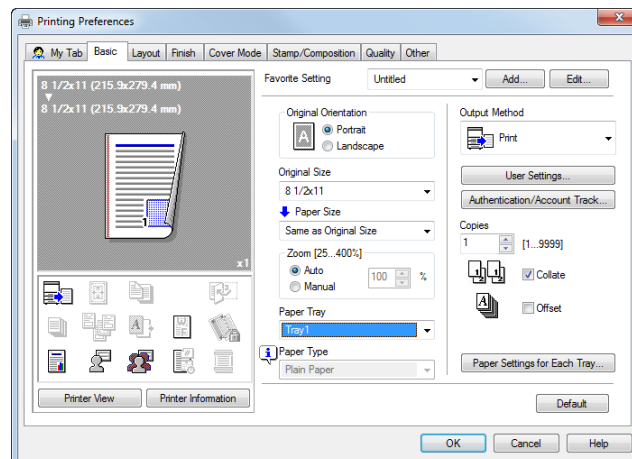 Printing Preferences
My Tab Basic Layout Finish Cover Mode Stamp/Composition Quality Other
8 1/2x11 (215.9x279.4 mm)
8 1/2x11 (215.9x279.4 mm)
1
x1
Printer View Printer Information
Favorite Setting Untitled Add... Edit...
Original Orientation
A
Portrait
Landscape
Original Size
8 1/2x11
Paper Size
Same as Original Size
Zoom [25...400%]
Auto
Manual
100 %
Paper Tray
Tray1
Paper Type
Plain Paper
Output Method
Print
User Settings...
Authentication/Account Track...
Copies
1 [1...9999]
Collate
Offset
Paper Settings for Each Tray...
Default
OK Cancel Help